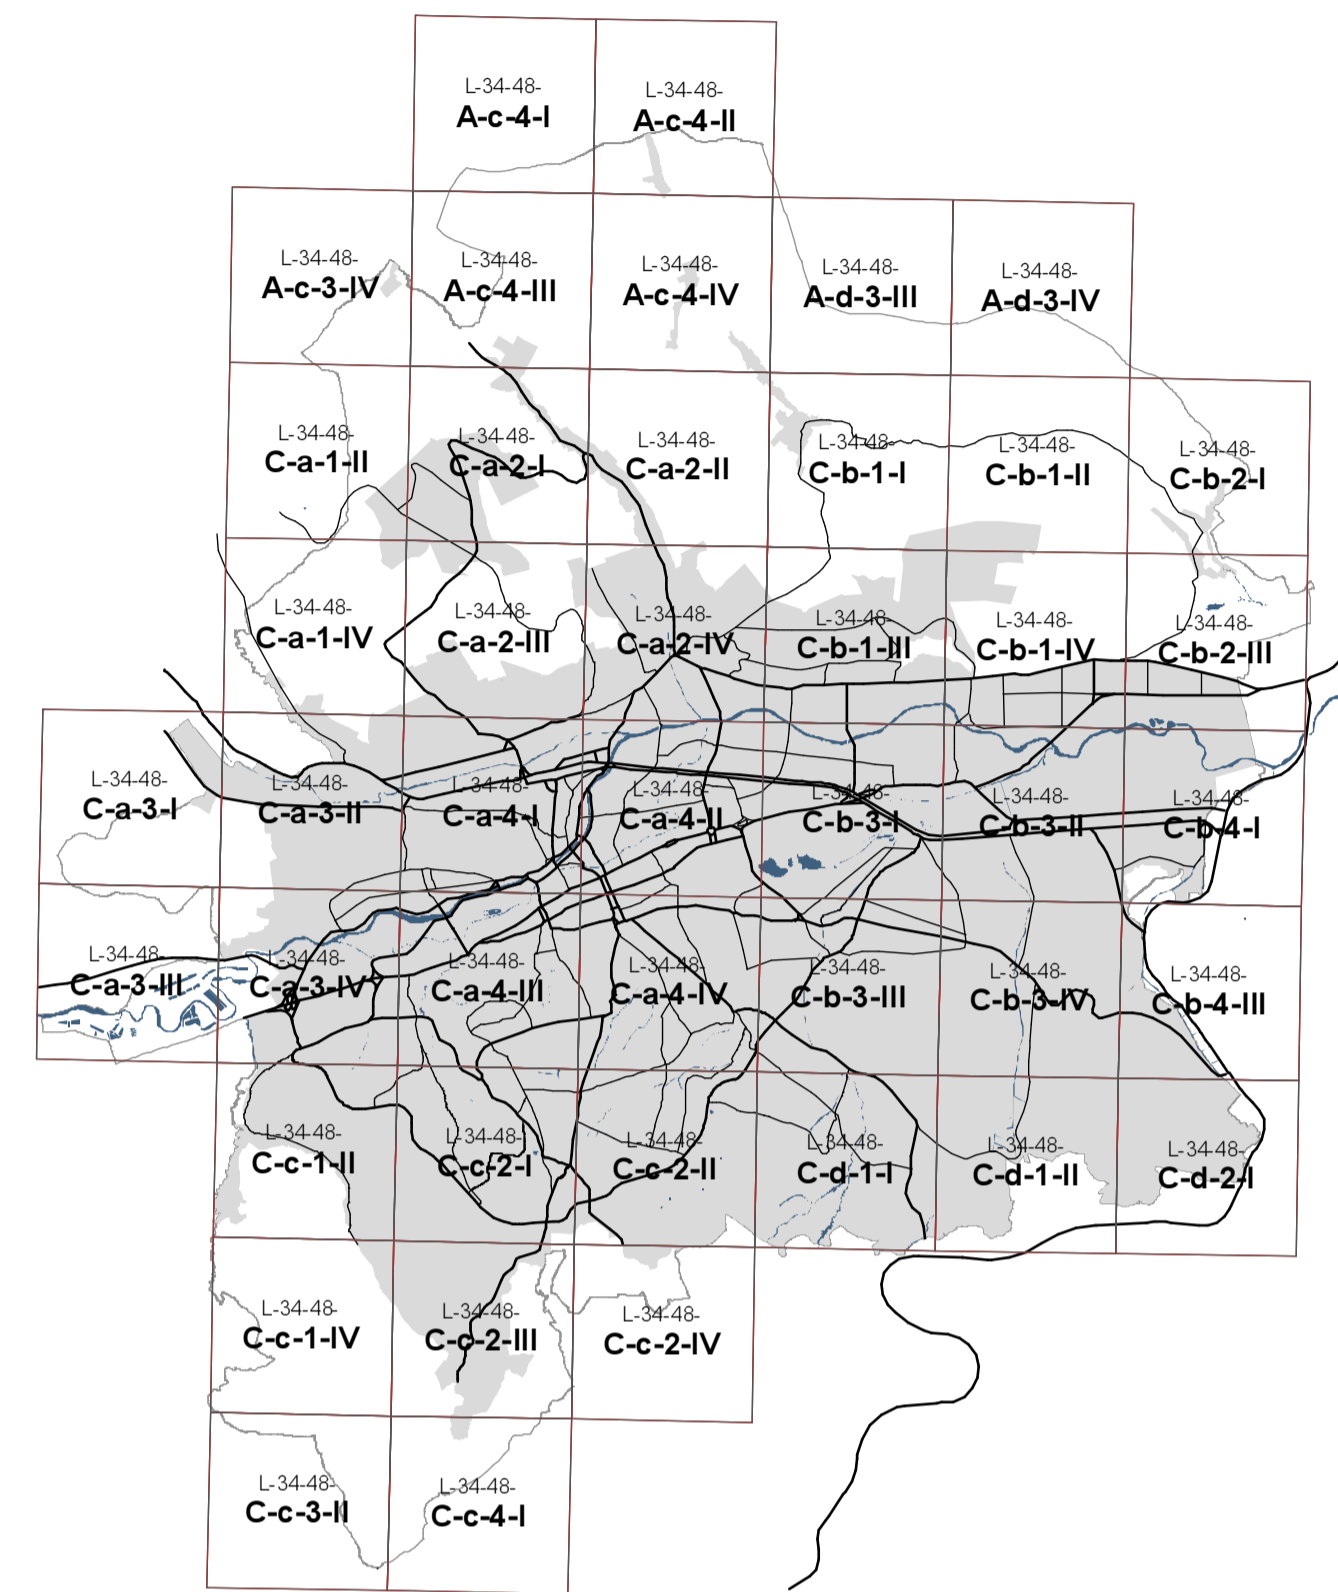 L-34-48-
A-c-4-I
L-34-48-
A-c-4-II
L-34-48-
A-c-3-IV
L-34-48-
A-c-4-III
L-34-48-
A-c-4-IV
L-34-48-
A-d-3-III
L-34-48-
A-d-3-IV
L-34-48-
C-a-1-II
L-34-48-
C-a-2-I
L-34-48-
C-a-2-II
L-34-48-
C-b-1-I
L-34-48-
C-b-1-II
L-34-48-
C-b-2-I
L-34-48-
C-a-1-IV
L-34-48-
C-a-2-III
L-34-48-
C-a-2-IV
L-34-48-
C-b-1-III
L-34-48-
C-b-1-IV
L-34-48-
C-b-2-III
L-34-48-
C-a-3-I
L-34-48-
C-a-3-II
L-34-48-
C-a-4-I
L-34-48-
C-a-4-II
L-34-48-
C-b-3-I
L-34-48-
C-b-3-II
L-34-48-
C-b-4-I
L-34-48-
C-a-3-III
L-34-48-
C-a-3-IV
L-34-48-
C-a-4-III
L-34-48-
C-a-4-IV
L-34-48-
C-b-3-III
L-34-48-
C-b-3-IV
L-34-48-
C-b-4-III
L-34-48-
C-c-1-II
L-34-48-
C-c-2-I
L-34-48-
C-c-2-II
L-34-48-
C-d-1-I
L-34-48-
C-d-1-II
L-34-48-
C-d-2-I
L-34-48-
C-c-1-IV
L-34-48-
C-c-2-III
L-34-48-
C-c-2-IV
L-34-48-
C-c-3-II
L-34-48-
C-c-4-I